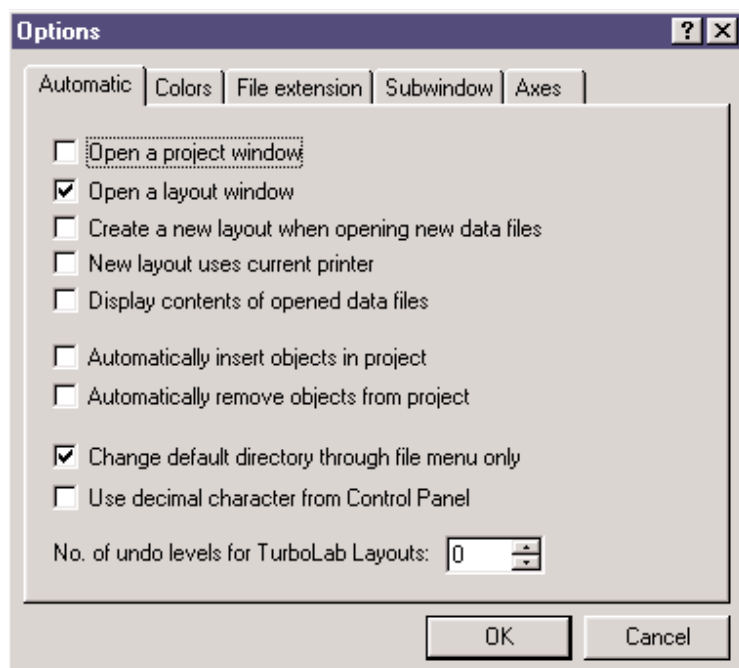 Options
Automatic Colors File extension Subwindow Axes
Open a project window
Open a layout window
Create a new layout when opening new data files
New layout uses current printer
Display contents of opened data files
Automatically insert objects in project
Automatically remove objects from project
Change default directory through file menu only
Use decimal character from Control Panel
No. of undo levels for TurboLab Layouts: 0
OK Cancel